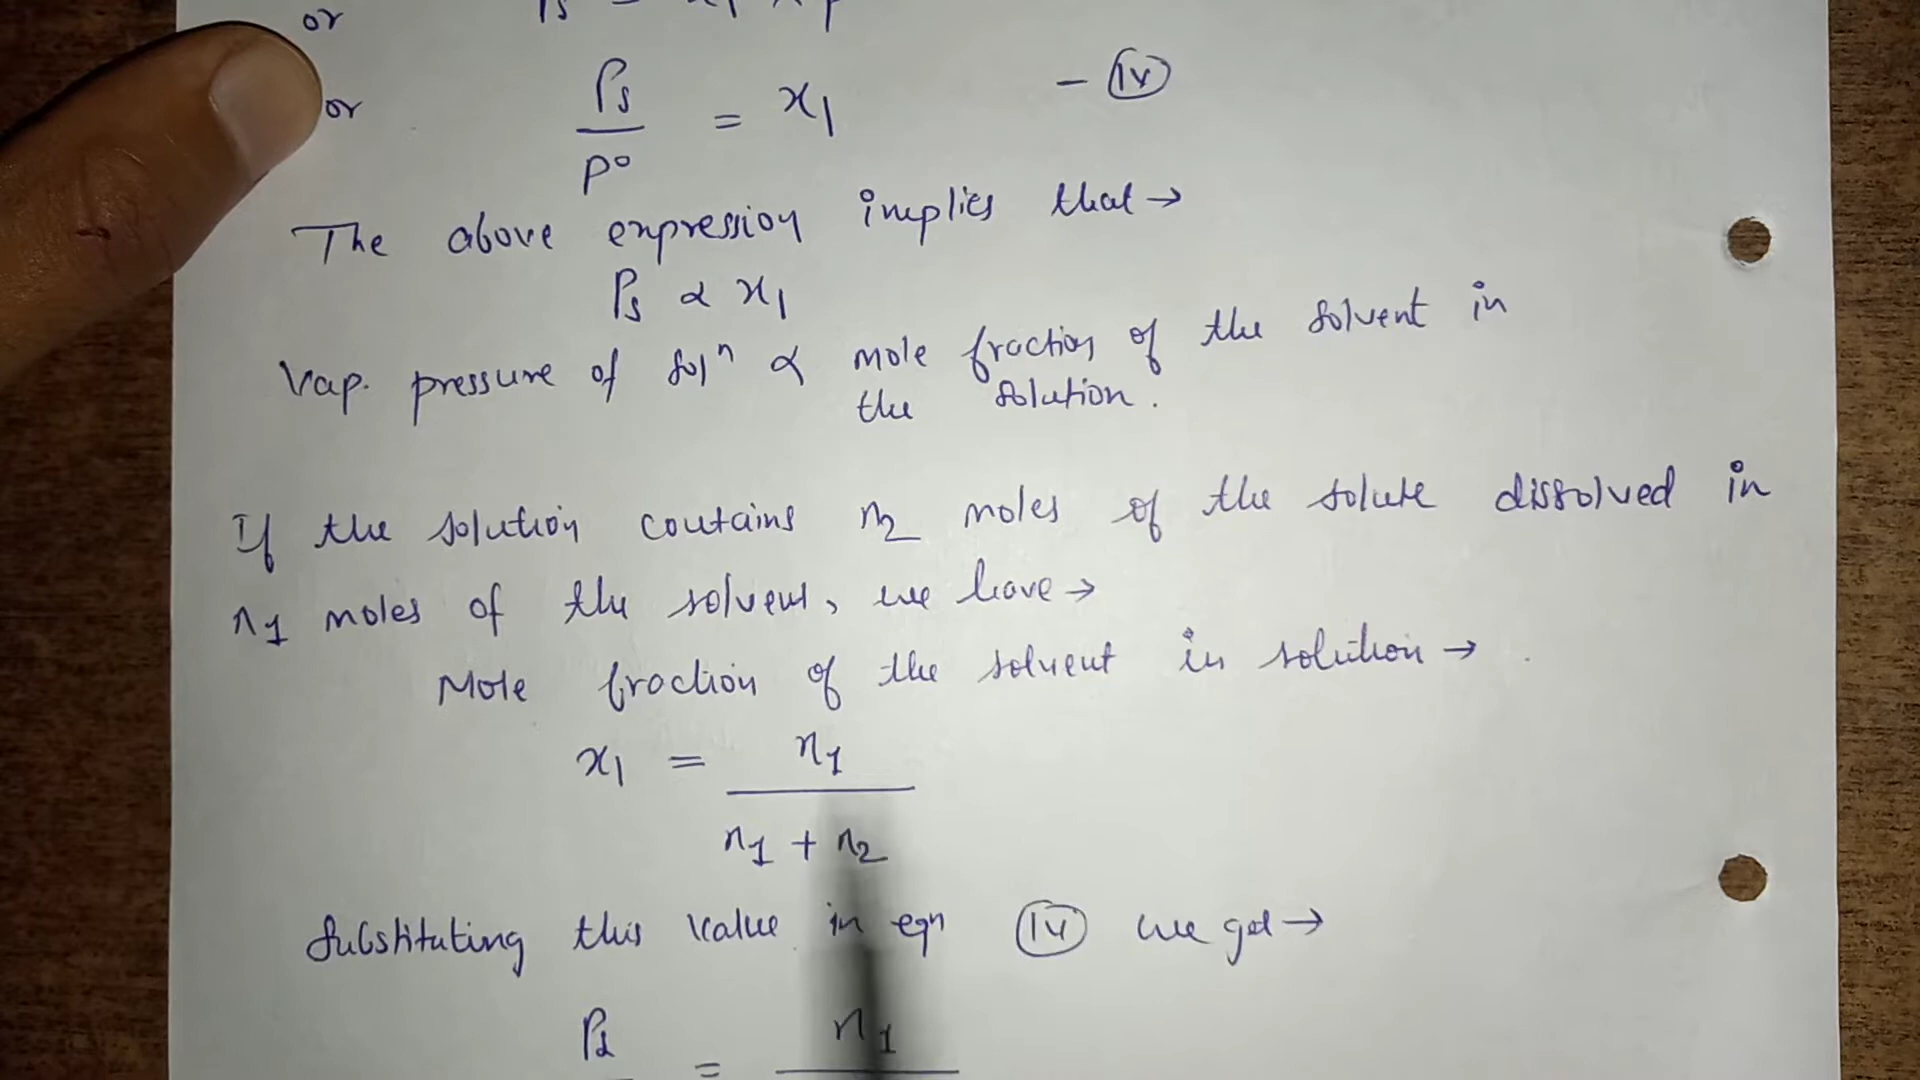 or
or Ps/P° = x1 - (iv)
The above expression implies that →
Ps ∝ x1
Vap. pressure of solⁿ ∝ mole fraction of the solvent in
the solution.
If the solution contains n2 moles of the solute dissolved in
n1 moles of the solvent, we have →
Mole fraction of the solvent in solution → .
x1 = n1
n1 + n2
Substituting this value in eqn (iv) we get →
Ps = n1